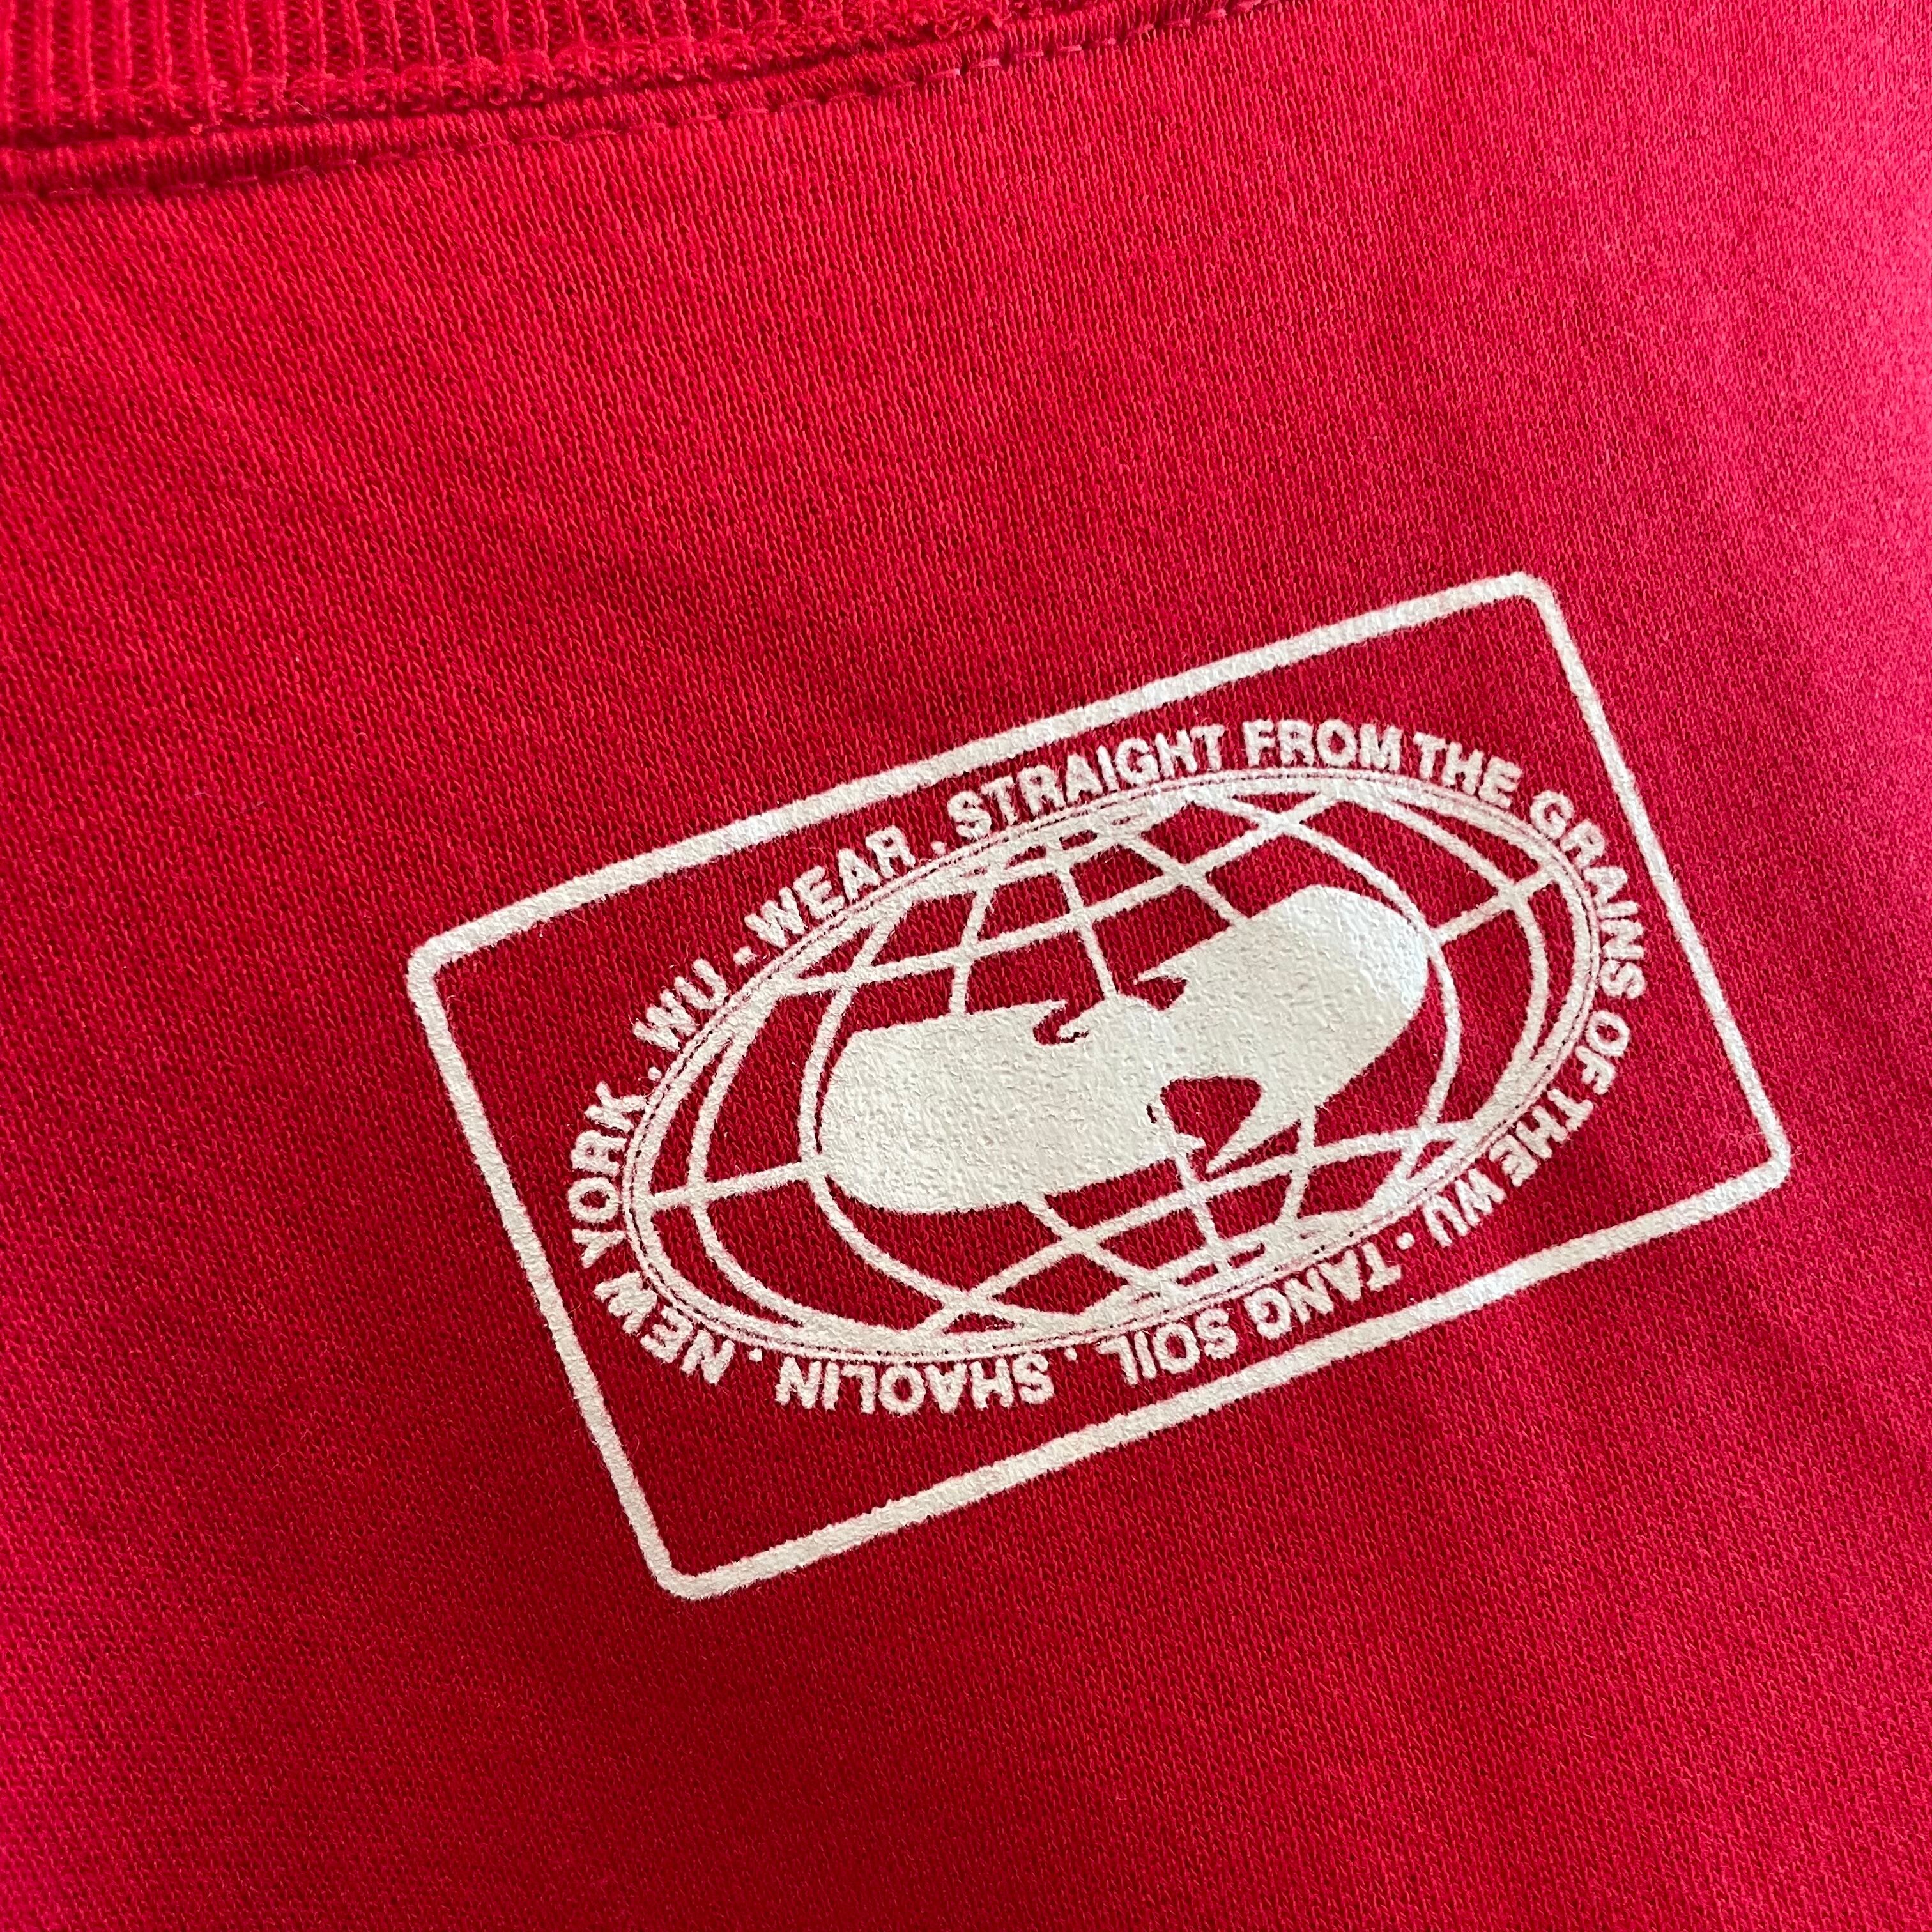 WU - WEAR . STRAIGHT FROM THE GRAINS OF THE WU - TANG SOIL . SHAOLIN . NEW YORK .